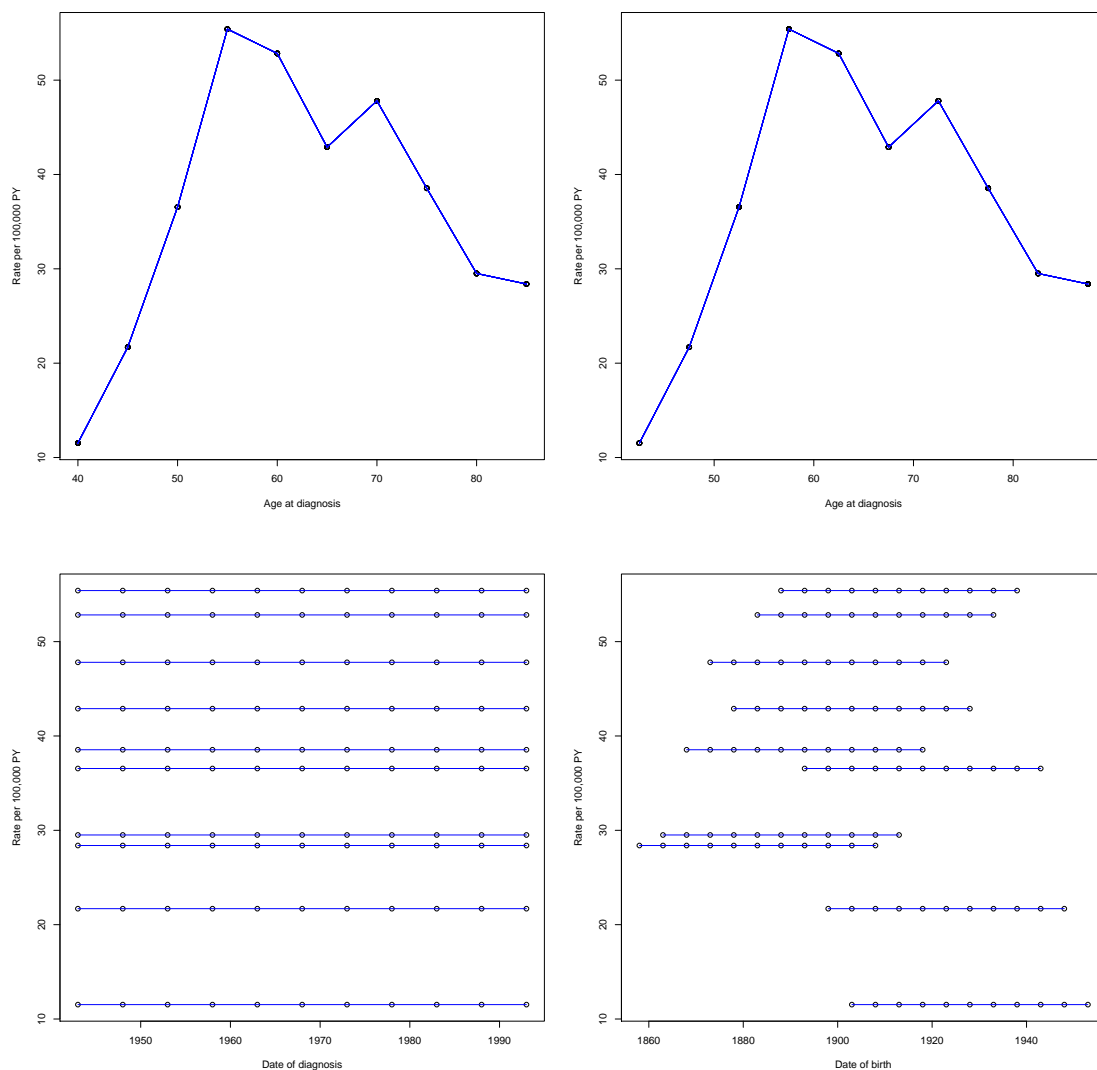 Rate per 100,000 PY
50
40
30
20
10
40 50 60 70 80
Age at diagnosis
Rate per 100,000 PY
50
40
30
20
10
50 60 70 80
Age at diagnosis
Rate per 100,000 PY
50
40
30
20
10
1950 1960 1970 1980 1990
Date of diagnosis
Rate per 100,000 PY
50
40
30
20
10
1860 1880 1900 1920 1940
Date of birth